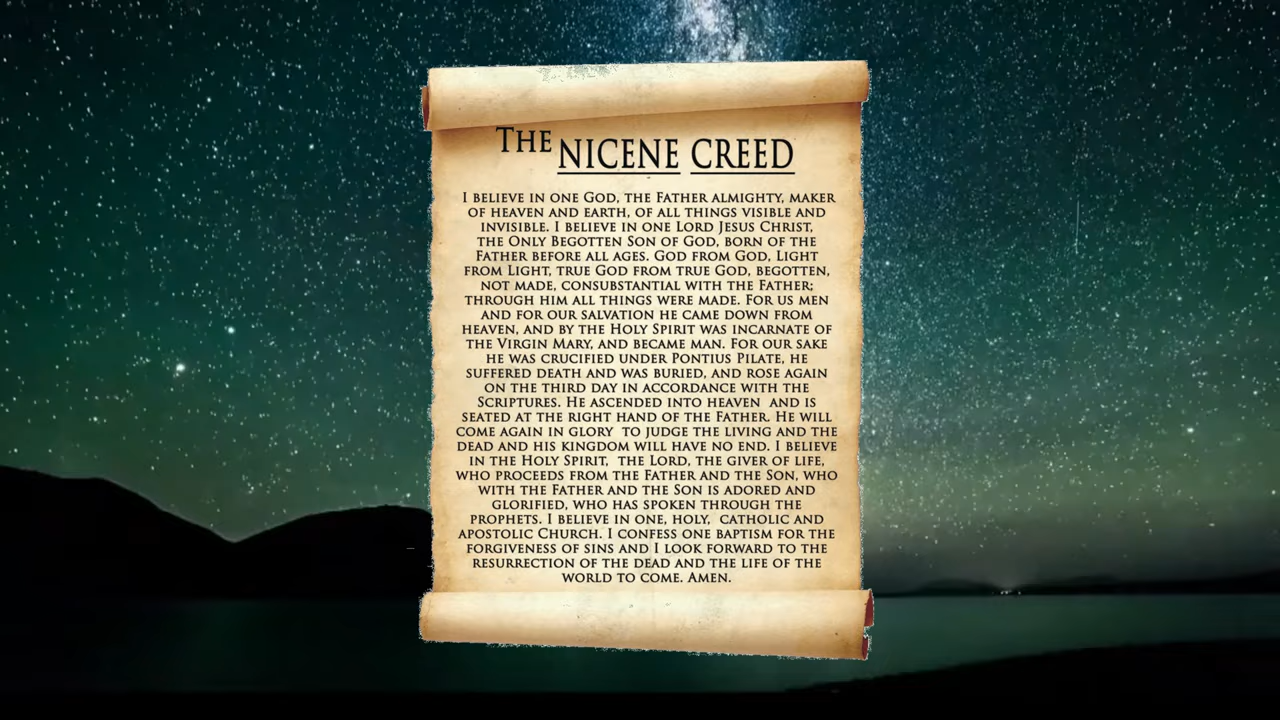 THE NICENE CREED
I BELIEVE IN ONE GOD, THE FATHER ALMIGHTY, MAKER
OF HEAVEN AND EARTH, OF ALL THINGS VISIBLE AND
INVISIBLE. I BELIEVE IN ONE LORD JESUS CHRIST,
THE ONLY BEGOTTEN SON OF GOD, BORN OF THE
FATHER BEFORE ALL AGES. GOD FROM GOD, LIGHT
FROM LIGHT, TRUE GOD FROM TRUE GOD, BEGOTTEN,
NOT MADE, CONSUBSTANTIAL WITH THE FATHER;
THROUGH HIM ALL THINGS WERE MADE. FOR US MEN
AND FOR OUR SALVATION HE CAME DOWN FROM
HEAVEN, AND BY THE HOLY SPIRIT WAS INCARNATE OF
THE VIRGIN MARY, AND BECAME MAN. FOR OUR SAKE
HE WAS CRUCIFIED UNDER PONTIUS PILATE, HE
SUFFERED DEATH AND WAS BURIED, AND ROSE AGAIN
ON THE THIRD DAY IN ACCORDANCE WITH THE
SCRIPTURES. HE ASCENDED INTO HEAVEN AND IS
SEATED AT THE RIGHT HAND OF THE FATHER. HE WILL
COME AGAIN IN GLORY TO JUDGE THE LIVING AND THE
DEAD AND HIS KINGDOM WILL HAVE NO END. I BELIEVE
IN THE HOLY SPIRIT, THE LORD, THE GIVER OF LIFE,
WHO PROCEEDS FROM THE FATHER AND THE SON, WHO
WITH THE FATHER AND THE SON IS ADORED AND
GLORIFIED, WHO HAS SPOKEN THROUGH THE
PROPHETS. I BELIEVE IN ONE, HOLY, CATHOLIC AND
APOSTOLIC CHURCH. I CONFESS ONE BAPTISM FOR THE
FORGIVENESS OF SINS AND I LOOK FORWARD TO THE
RESURRECTION OF THE DEAD AND THE LIFE OF THE
WORLD TO COME. AMEN.